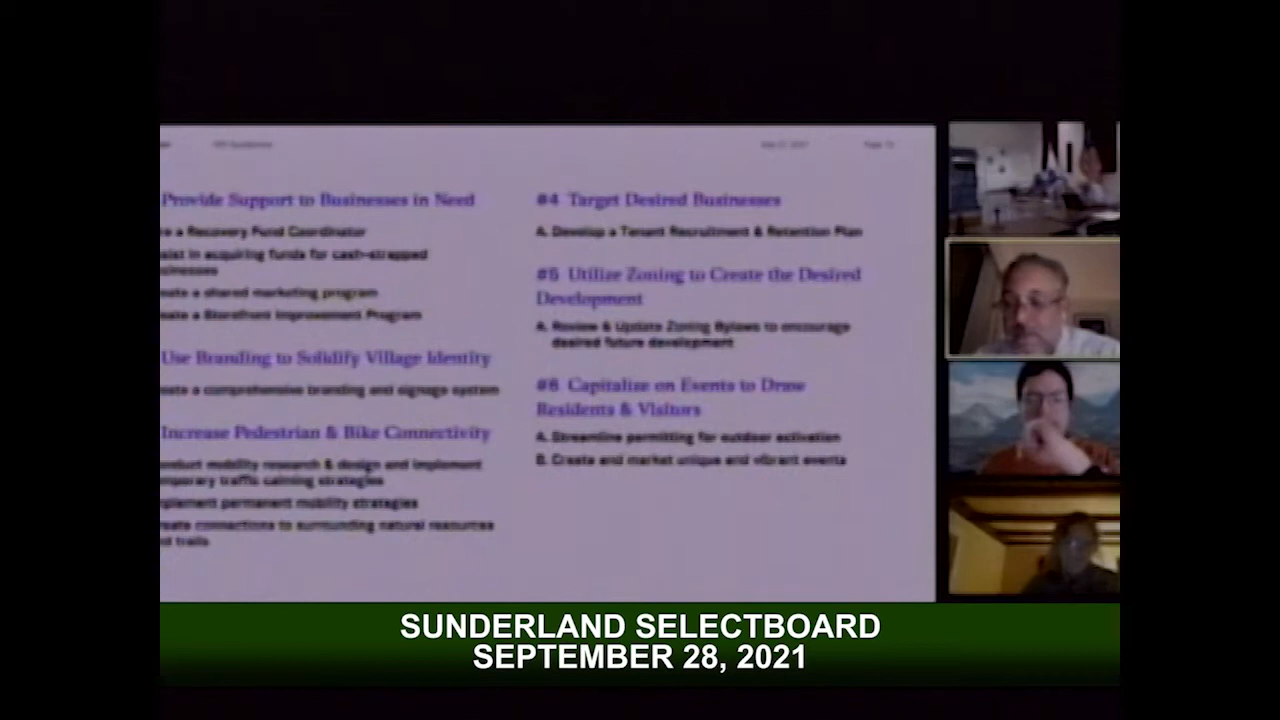 Provide Support to Businesses in Need
e a Recovery Fund Coordinator
sist in acquiring funds for cash-strapped
sinesses
eate a shared marketing program
eate a Storefront Improvement Program
Use Branding to Solidify Village Identity
eate a comprehensive branding and signage system
Increase Pedestrian & Bike Connectivity
nduct mobility research & design and implement
mporary traffic calming strategies
plement permanent mobility strategies
eate connections to surrounding natural resources
d trails
#4 Target Desired Businesses
A. Develop a Tenant Recruitment & Retention Plan
#5 Utilize Zoning to Create the Desired
Development
A. Review & Update Zoning Bylaws to encourage
desired future development
#6 Capitalize on Events to Draw
Residents & Visitors
A. Streamline permitting for outdoor activation
B. Create and market unique and vibrant events
SUNDERLAND SELECTBOARD
SEPTEMBER 28, 2021